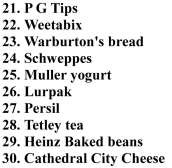 21. P G Tips
22. Weetabix
23. Warburton's bread
24. Schweppes
25. Muller yogurt
26. Lurpak
27. Persil
28. Tetley tea
29. Heinz Baked beans
30. Cathedral City Cheese